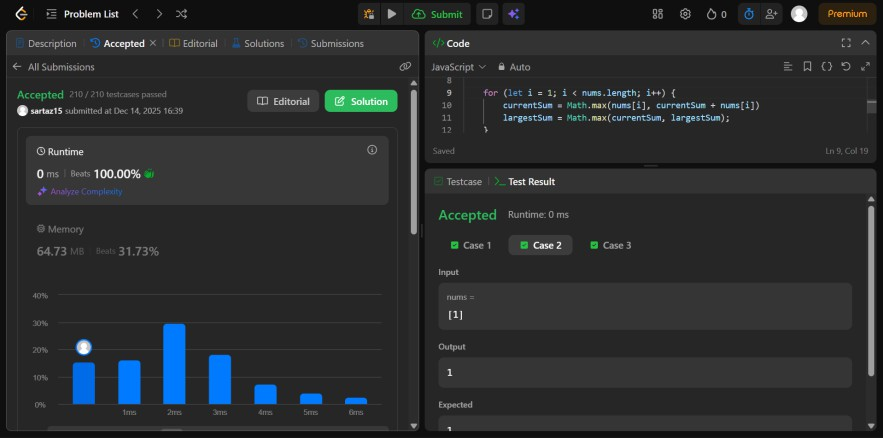 Problem List
Submit
0
Premium
Description
Accepted
Editorial
Solutions
Submissions
All Submissions
Accepted 210 / 210 testcases passed
sartaz15 submitted at Dec 14, 2025 16:39
Editorial
Solution
Runtime
0 ms Beats 100.00%
Analyze Complexity
Memory
64.73 MB Beats 31.73%
40%
30%
20%
10%
0%
1ms 2ms 3ms 4ms 5ms 6ms
</> Code
JavaScript Auto
8
9 for (let i = 1; i < nums.length; i++) {
10 currentSum = Math.max(nums[i], currentSum + nums[i])
11 largestSum = Math.max(currentSum, largestSum);
12 }
Saved Ln 9, Col 19
Testcase Test Result
Accepted Runtime: 0 ms
Case 1 Case 2 Case 3
Input
nums =
[1]
Output
1
Expected
1